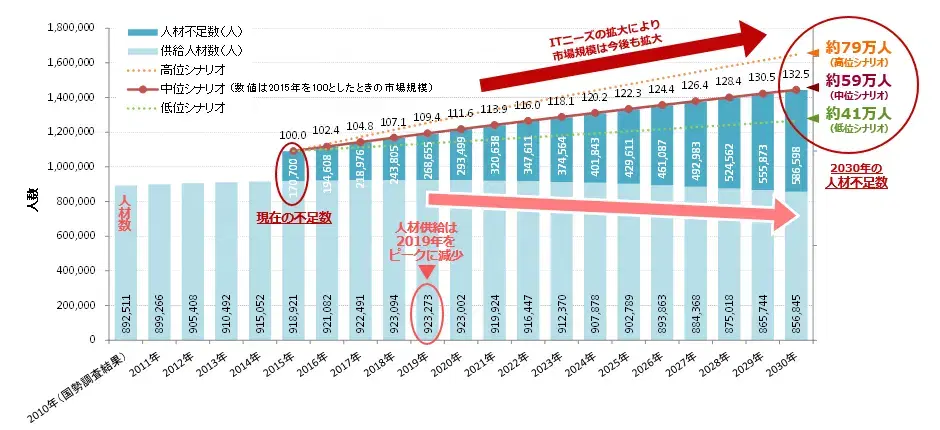 人材不足数(人)
供給人材数(人)
高位シナリオ
中位シナリオ(数値は2015年を100としたときの市場規模)
低位シナリオ
ITニーズの拡大により
市場規模は今後も拡大
約79万人
(高位シナリオ)
約59万人
(中位シナリオ)
約41万人
(低位シナリオ)
2030年の
人材不足数
人数
1,800,000
1,600,000
1,400,000
1,200,000
1,000,000
800,000
600,000
400,000
200,000
0
100.0
102.4
104.8
107.1
109.4
111.6
113.9
116.0
118.1
120.2
122.3
124.4
126.4
128.4
130.5
132.5
170,700
194,608
218,976
243,805
268,655
293,499
320,638
347,611
374,564
401,843
429,611
461,087
492,983
524,562
555,873
586,598
人材数
現在の不足数
人材供給は
2019年を
ピークに減少
892,511
899,266
905,408
910,492
915,052
918,921
921,082
922,491
923,094
923,273
923,002
919,924
916,447
912,370
907,878
902,789
893,863
884,368
875,018
865,744
856,845
2010年(国勢調査結果)
2011年
2012年
2013年
2014年
2015年
2016年
2017年
2018年
2019年
2020年
2021年
2022年
2023年
2024年
2025年
2026年
2027年
2028年
2029年
2030年